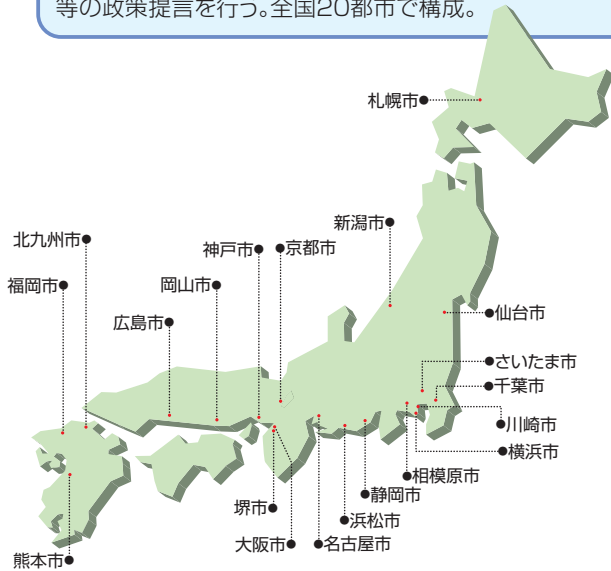 等の政策提言を行う。全国20都市で構成。
札幌市
新潟市
北九州市
神戸市
京都市
福岡市
岡山市
広島市
仙台市
さいたま市
千葉市
川崎市
横浜市
相模原市
静岡市
堺市
浜松市
大阪市
名古屋市
熊本市